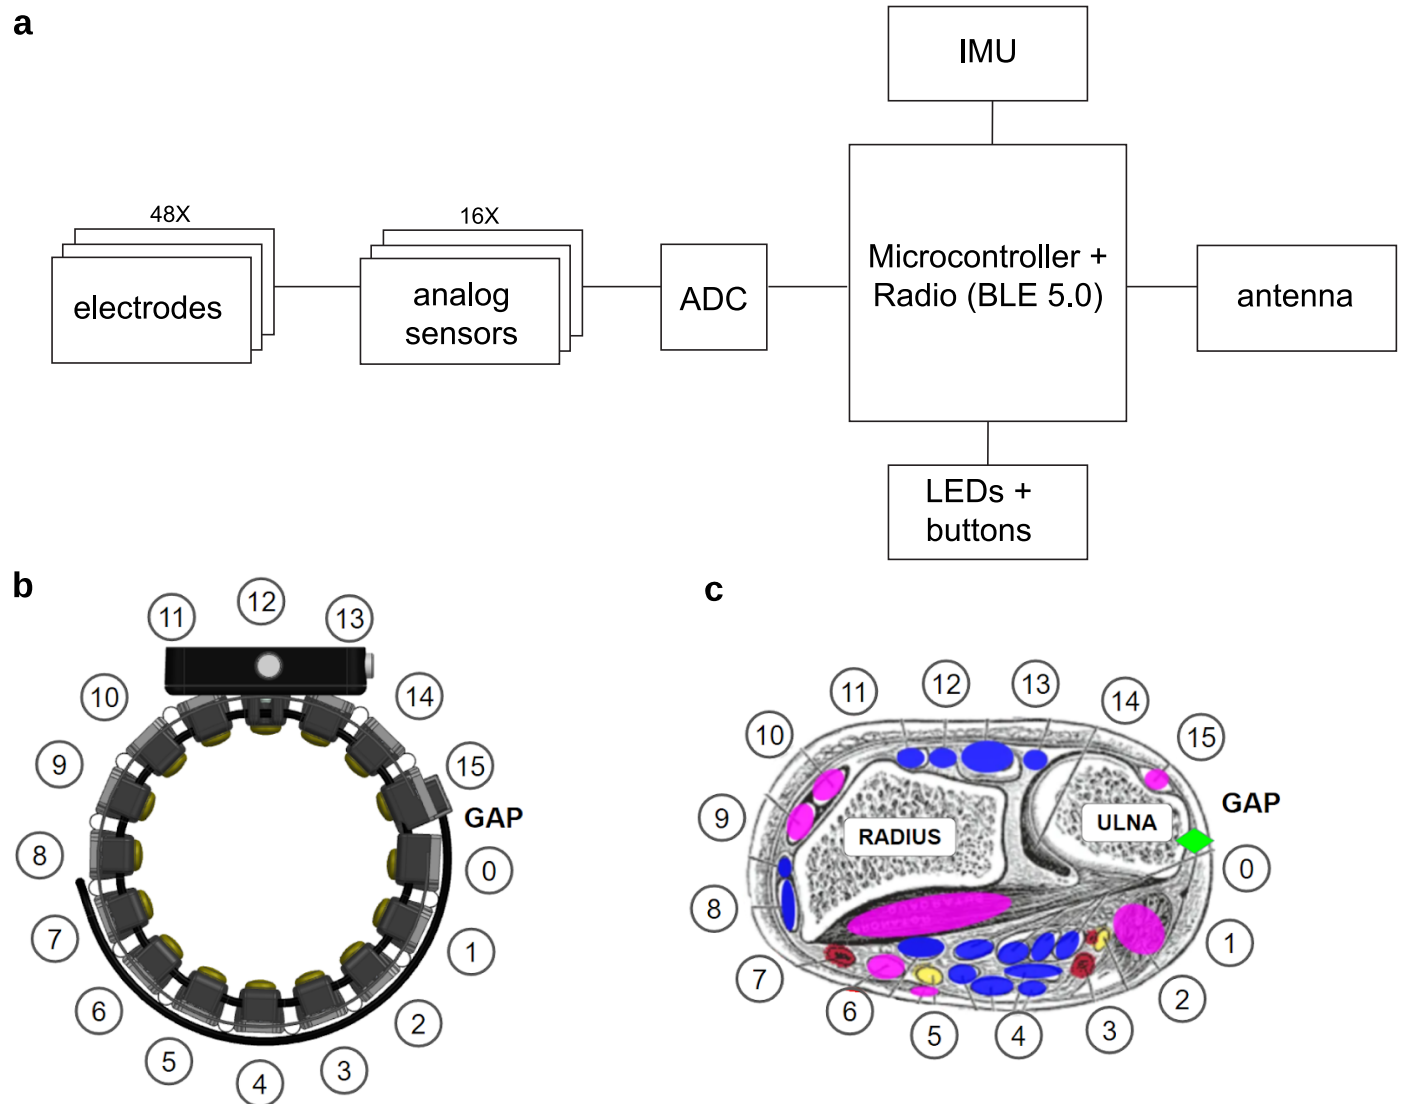 a
IMU
48X
16X
electrodes
analog
sensors
ADC
Microcontroller +
Radio (BLE 5.0)
antenna
LEDs +
buttons
b
11
12
13
10
14
9
15
GAP
8
0
7
1
6
2
5
3
4
c
11
12
13
14
10
15
9
GAP
RADIUS
ULNA
0
8
1
7
2
6
5
4
3